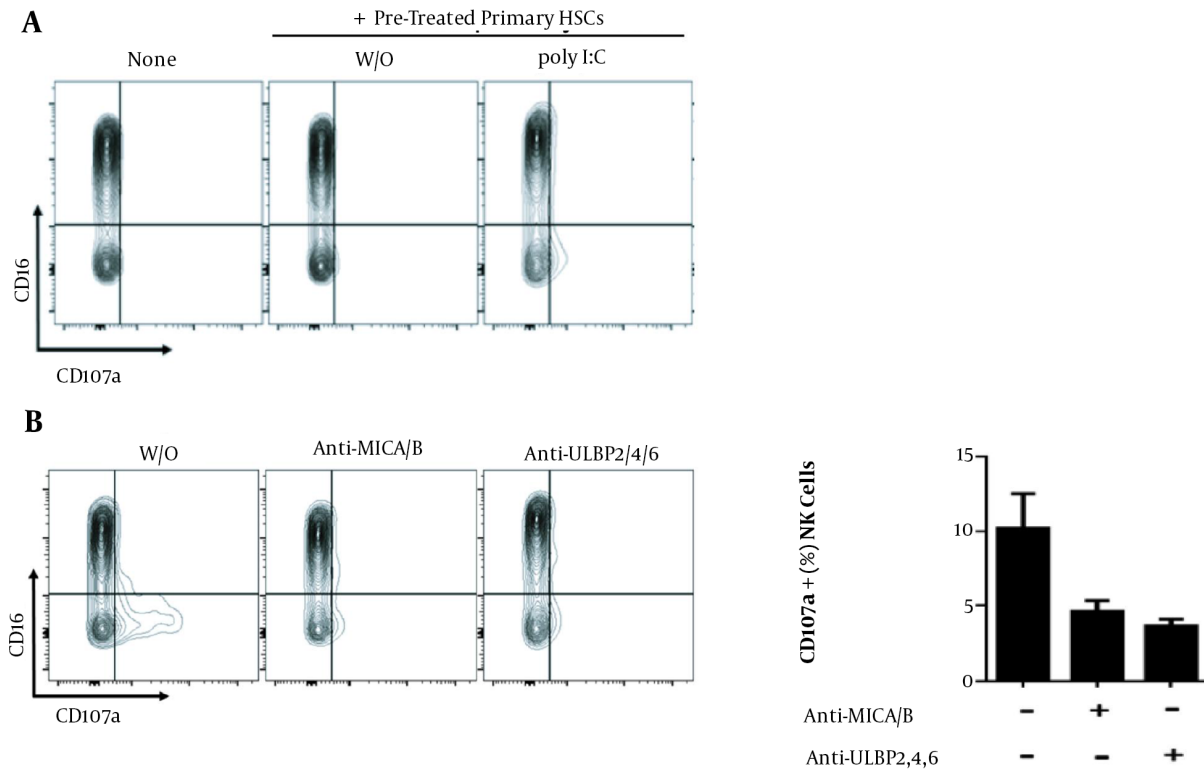 A
+ Pre-Treated Primary HSCs
None
W/O
poly I:C
CD16
CD107a
B
W/O
Anti-MICA/B
Anti-ULBP2/4/6
CD16
CD107a
CD107a + (%) NK Cells
15
10
5
0
Anti-MICA/B - + -
Anti-ULBP2,4,6 - - +